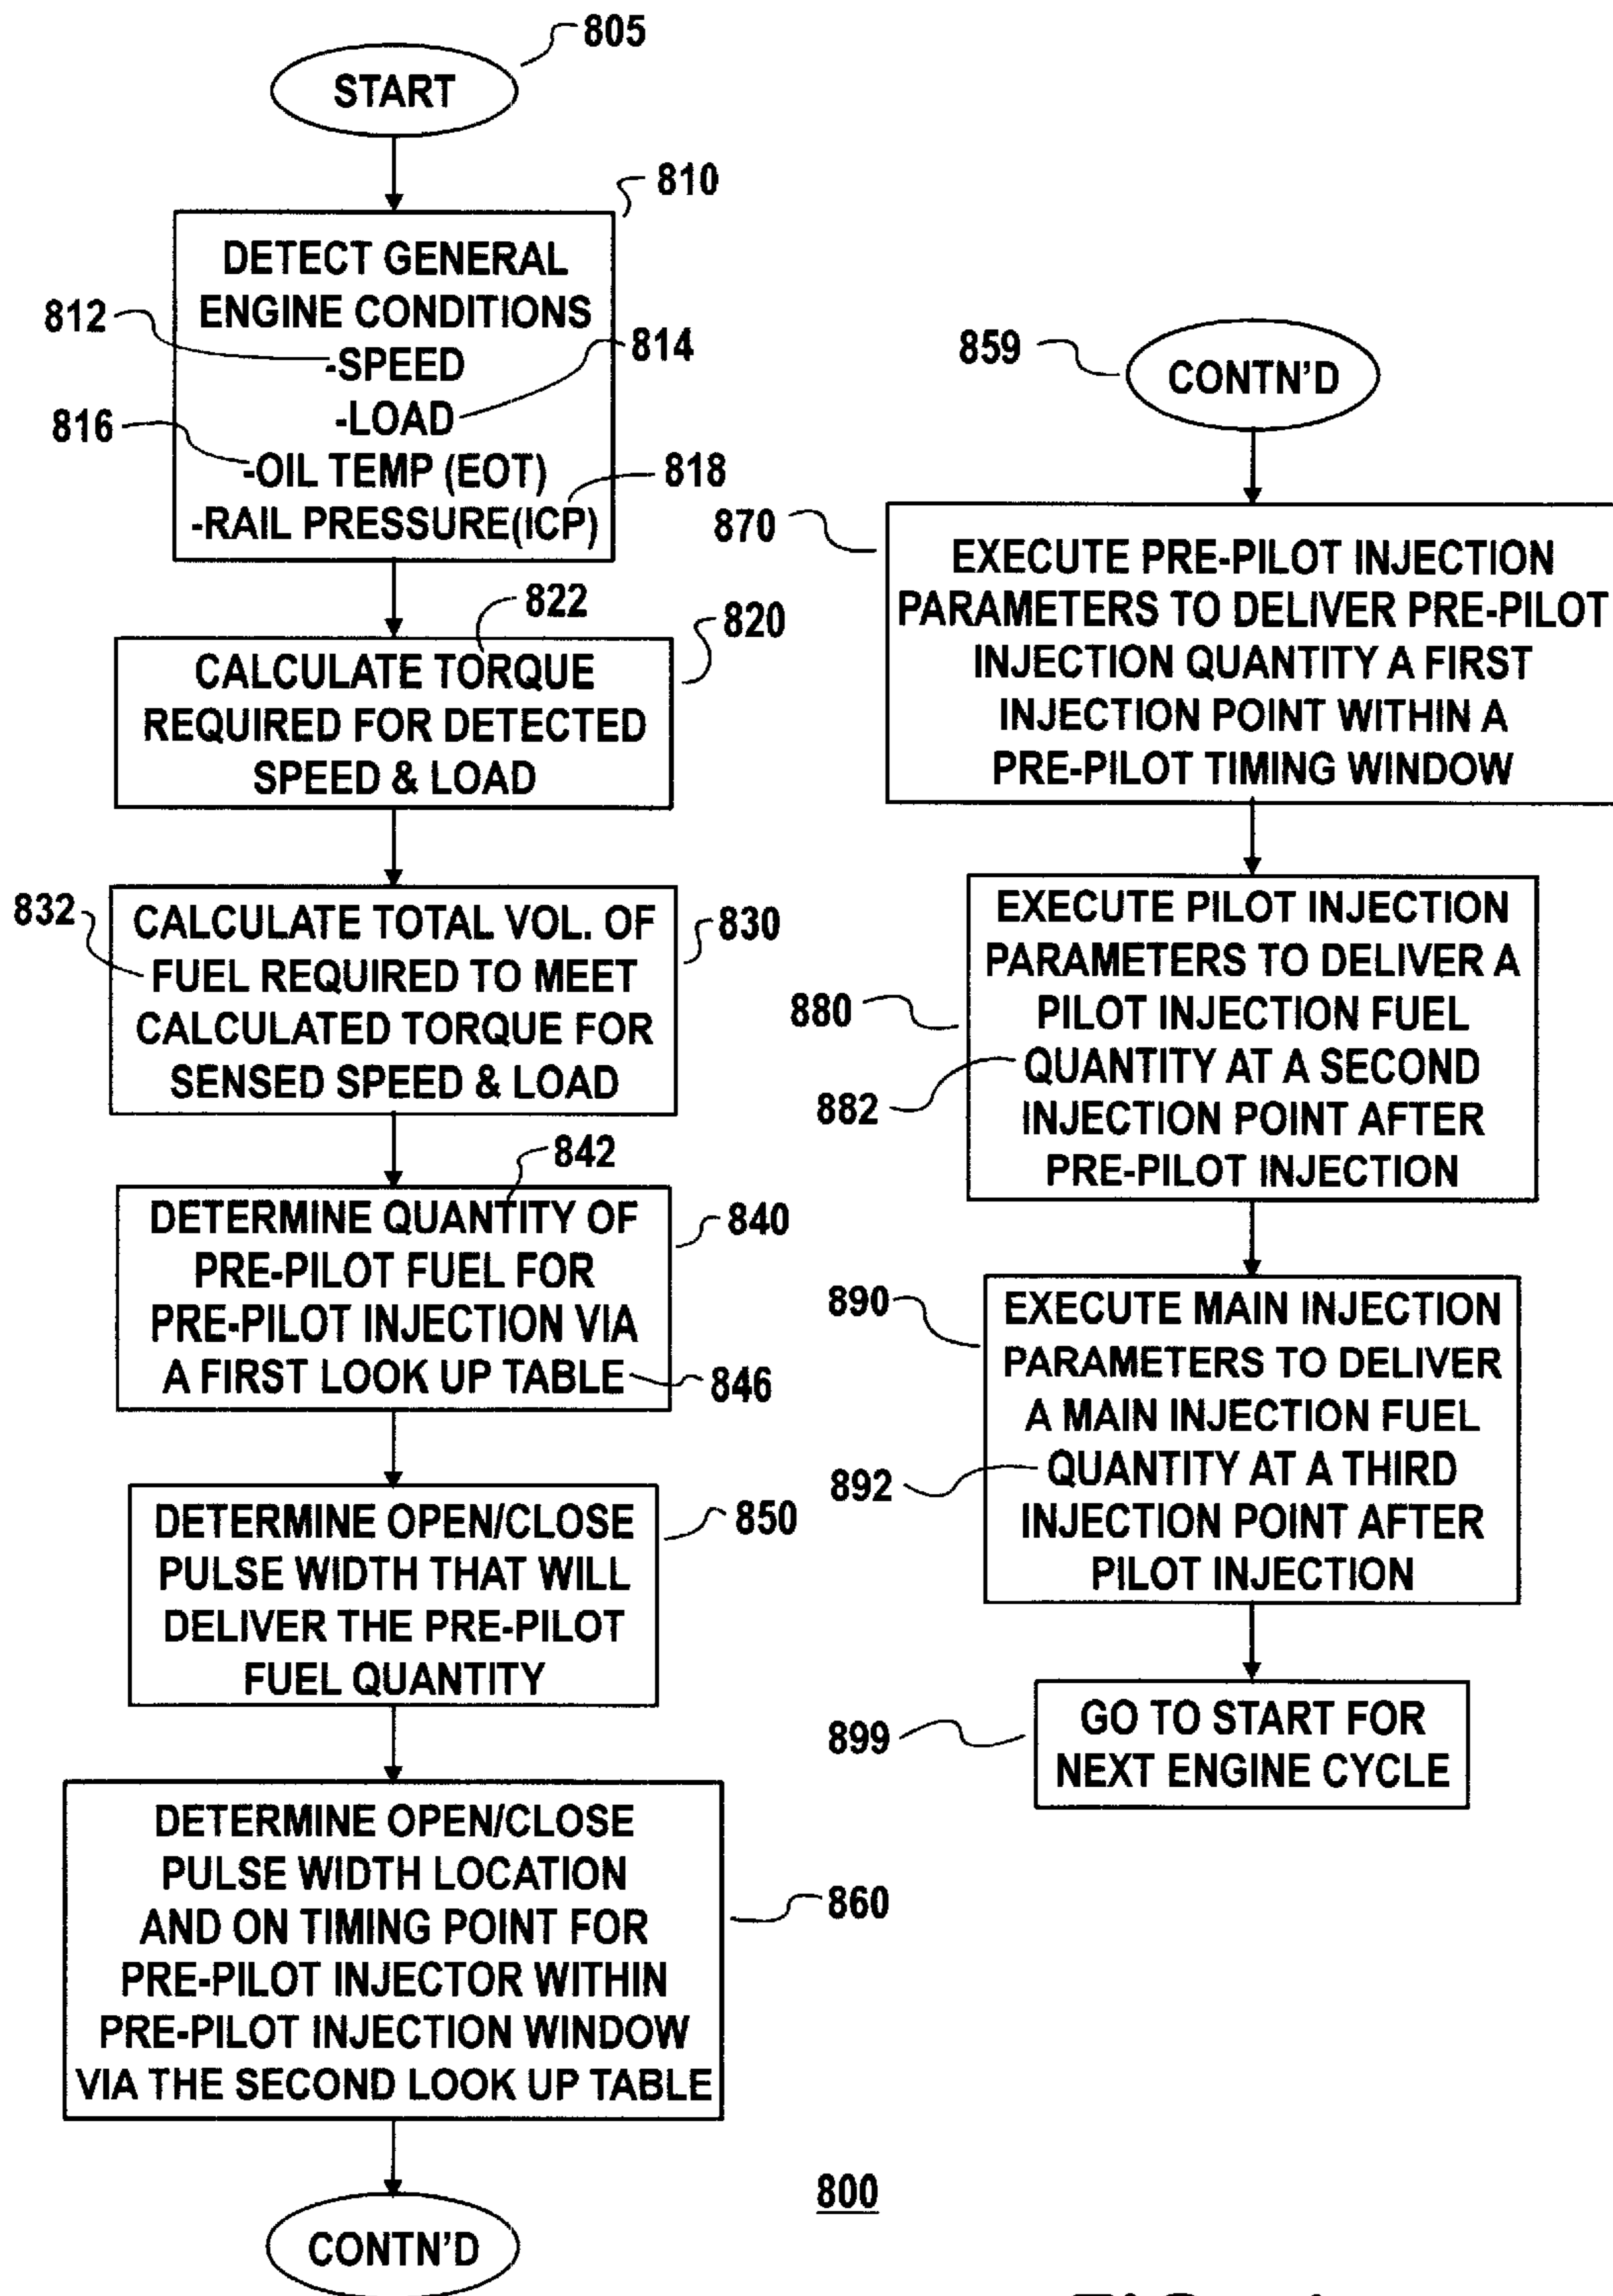 805
START
810
DETECT GENERAL
ENGINE CONDITIONS
812
-SPEED
814
-LOAD
816
-OIL TEMP (EOT)
818
-RAIL PRESSURE(ICP)
822
820
CALCULATE TORQUE
REQUIRED FOR DETECTED
SPEED & LOAD
832
830
CALCULATE TOTAL VOL. OF
FUEL REQUIRED TO MEET
CALCULATED TORQUE FOR
SENSED SPEED & LOAD
842
840
DETERMINE QUANTITY OF
PRE-PILOT FUEL FOR
PRE-PILOT INJECTION VIA
A FIRST LOOK UP TABLE
846
850
DETERMINE OPEN/CLOSE
PULSE WIDTH THAT WILL
DELIVER THE PRE-PILOT
FUEL QUANTITY
DETERMINE OPEN/CLOSE
PULSE WIDTH LOCATION
AND ON TIMING POINT FOR
PRE-PILOT INJECTOR WITHIN
PRE-PILOT INJECTION WINDOW
VIA THE SECOND LOOK UP TABLE
860
CONTN'D
859
CONTN'D
870
EXECUTE PRE-PILOT INJECTION
PARAMETERS TO DELIVER PRE-PILOT
INJECTION QUANTITY A FIRST
INJECTION POINT WITHIN A
PRE-PILOT TIMING WINDOW
EXECUTE PILOT INJECTION
PARAMETERS TO DELIVER A
PILOT INJECTION FUEL
QUANTITY AT A SECOND
INJECTION POINT AFTER
PRE-PILOT INJECTION
880
882
890
EXECUTE MAIN INJECTION
PARAMETERS TO DELIVER
A MAIN INJECTION FUEL
QUANTITY AT A THIRD
INJECTION POINT AFTER
PILOT INJECTION
892
899
GO TO START FOR
NEXT ENGINE CYCLE
800